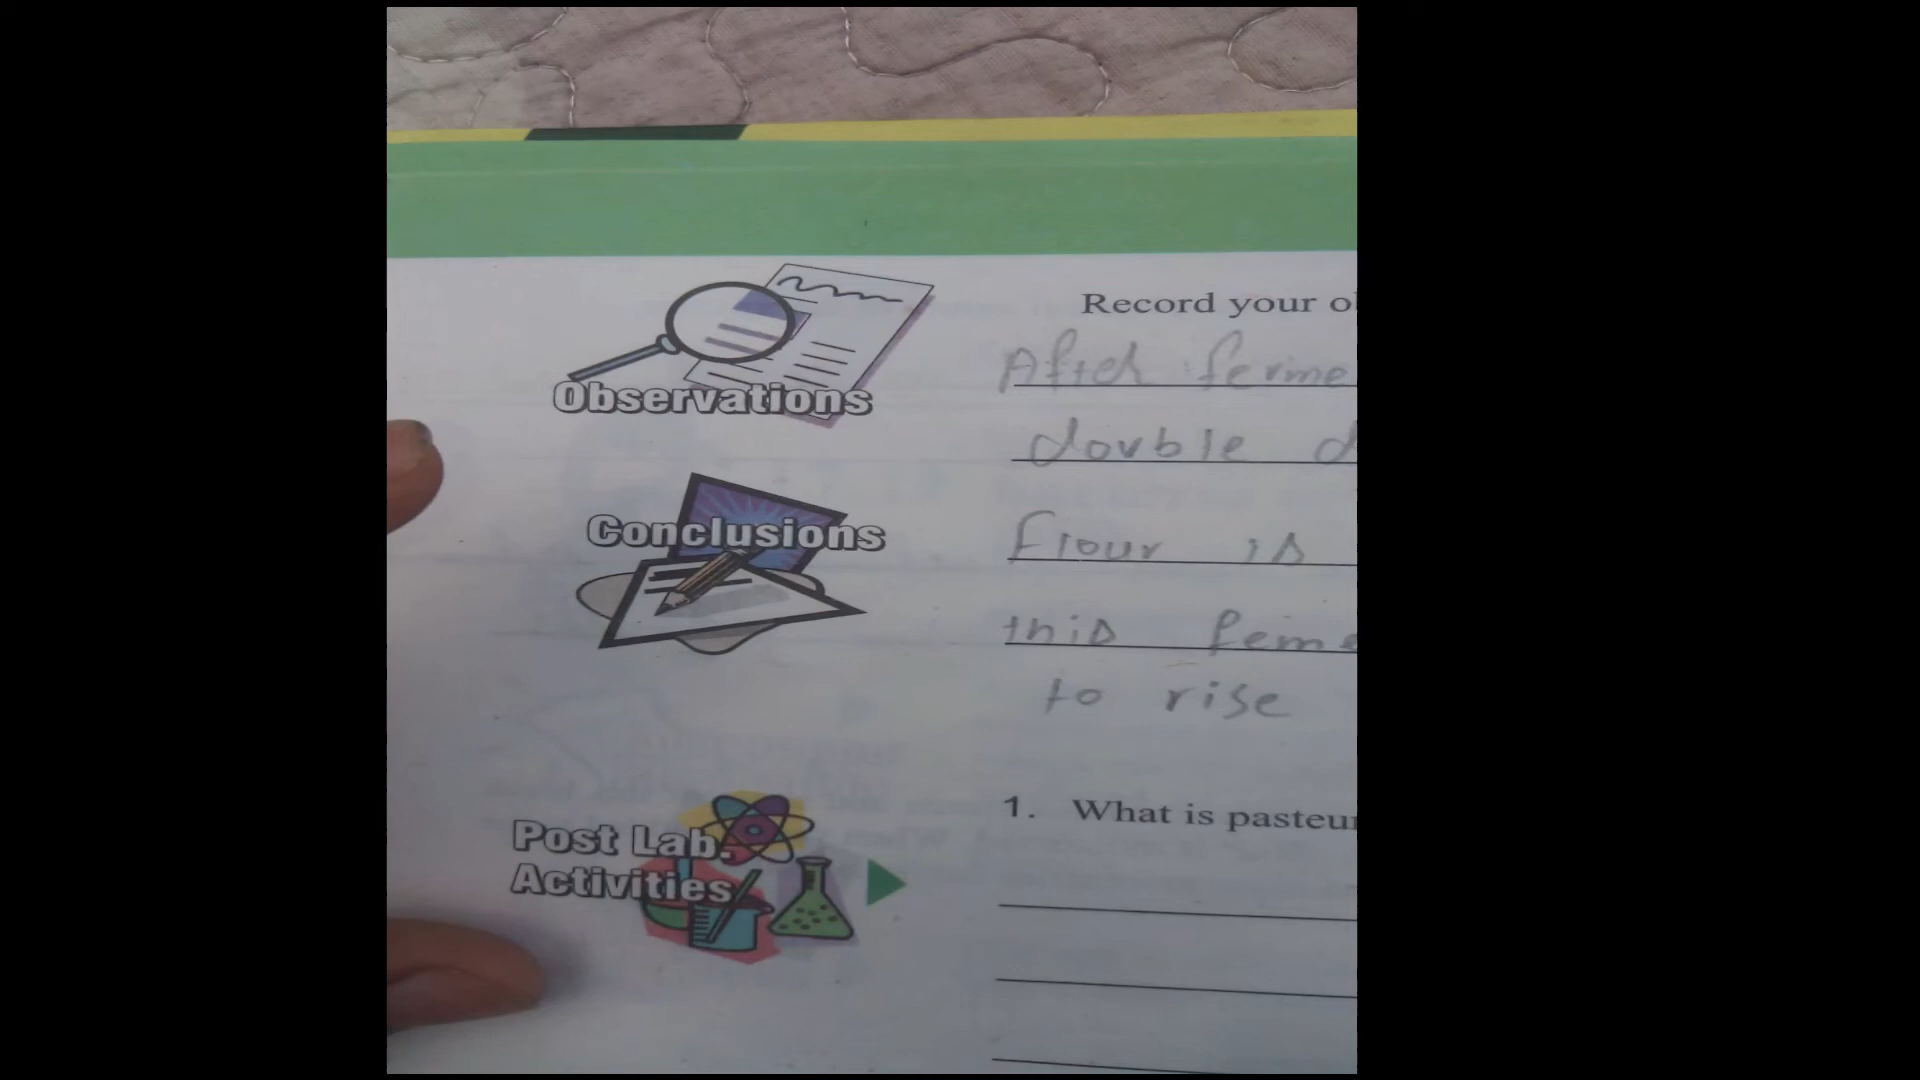 Record your o
After ferme
Observations
double d
Conclusions
flour is
this feme
to rise
1. What is pasteur
Post Lab.
Activities